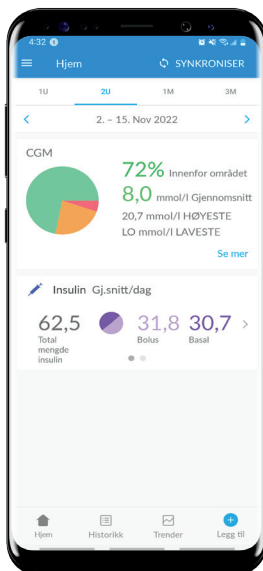 4:32
Hjem
SYNKRONISER
1U
2U
1M
3M
2. – 15. Nov 2022
CGM
72% Innenfor området
8,0 mmol/l Gjennomsnitt
20,7 mmol/l HØYESTE
LO mmol/l LAVESTE
Se mer
Insulin Gj.snitt/dag
62,5
Total
mengde
insulin
31,8
Bolus
30,7
Basal
Hjem
Historikk
Trender
Legg til